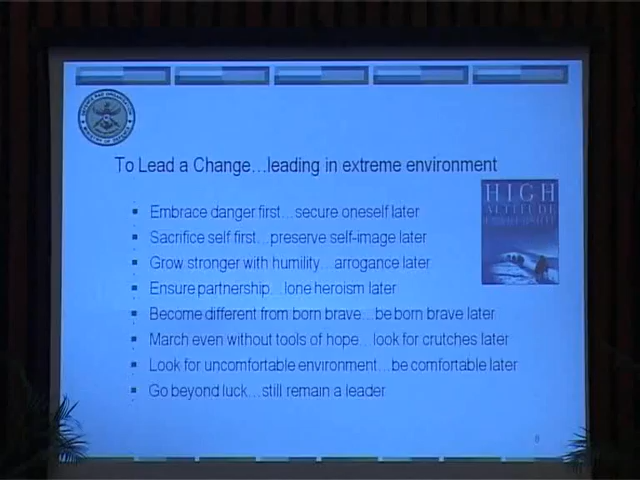 To Lead a Change…leading in extreme environment
HIGH
ALTITUDE
Embrace danger first…secure oneself later
Sacrifice self first…preserve self-image later
Grow stronger with humility…arrogance later
Ensure partnership…lone heroism later
Become different from born brave…be born brave later
March even without tools of hope…look for crutches later
Look for uncomfortable environment…be comfortable later
Go beyond luck…still remain a leader
8